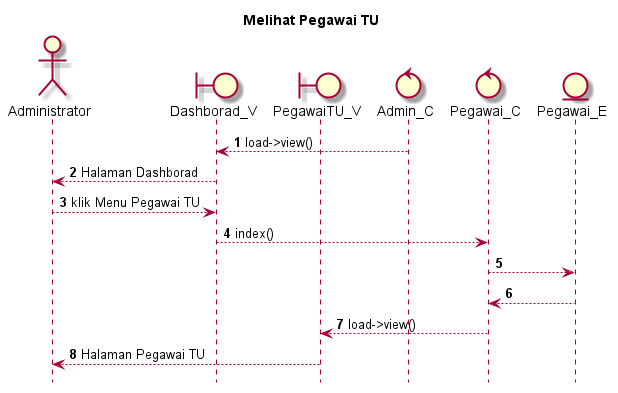 Melihat Pegawai TU
Administrator
Dashborad_V
PegawaiTU_V
Admin_C
Pegawai_C
Pegawai_E
1 load->view()
2 Halaman Dashborad
3 klik Menu Pegawai TU
4 index()
5
6
7 load->view()
8 Halaman Pegawai TU